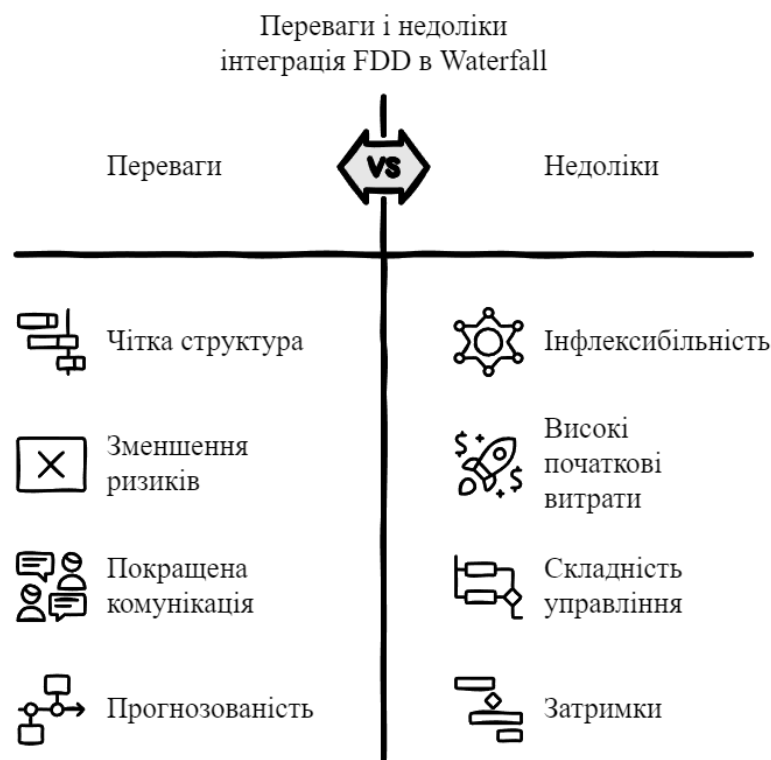 Переваги і недоліки
інтеграція FDD в Waterfall
Переваги
VS
Недоліки
Чітка структура
Інфлексибільність
Зменшення
ризиків
Високі
початкові
витрати
Покращена
комунікація
Складність
управління
Прогнозованість
Затримки